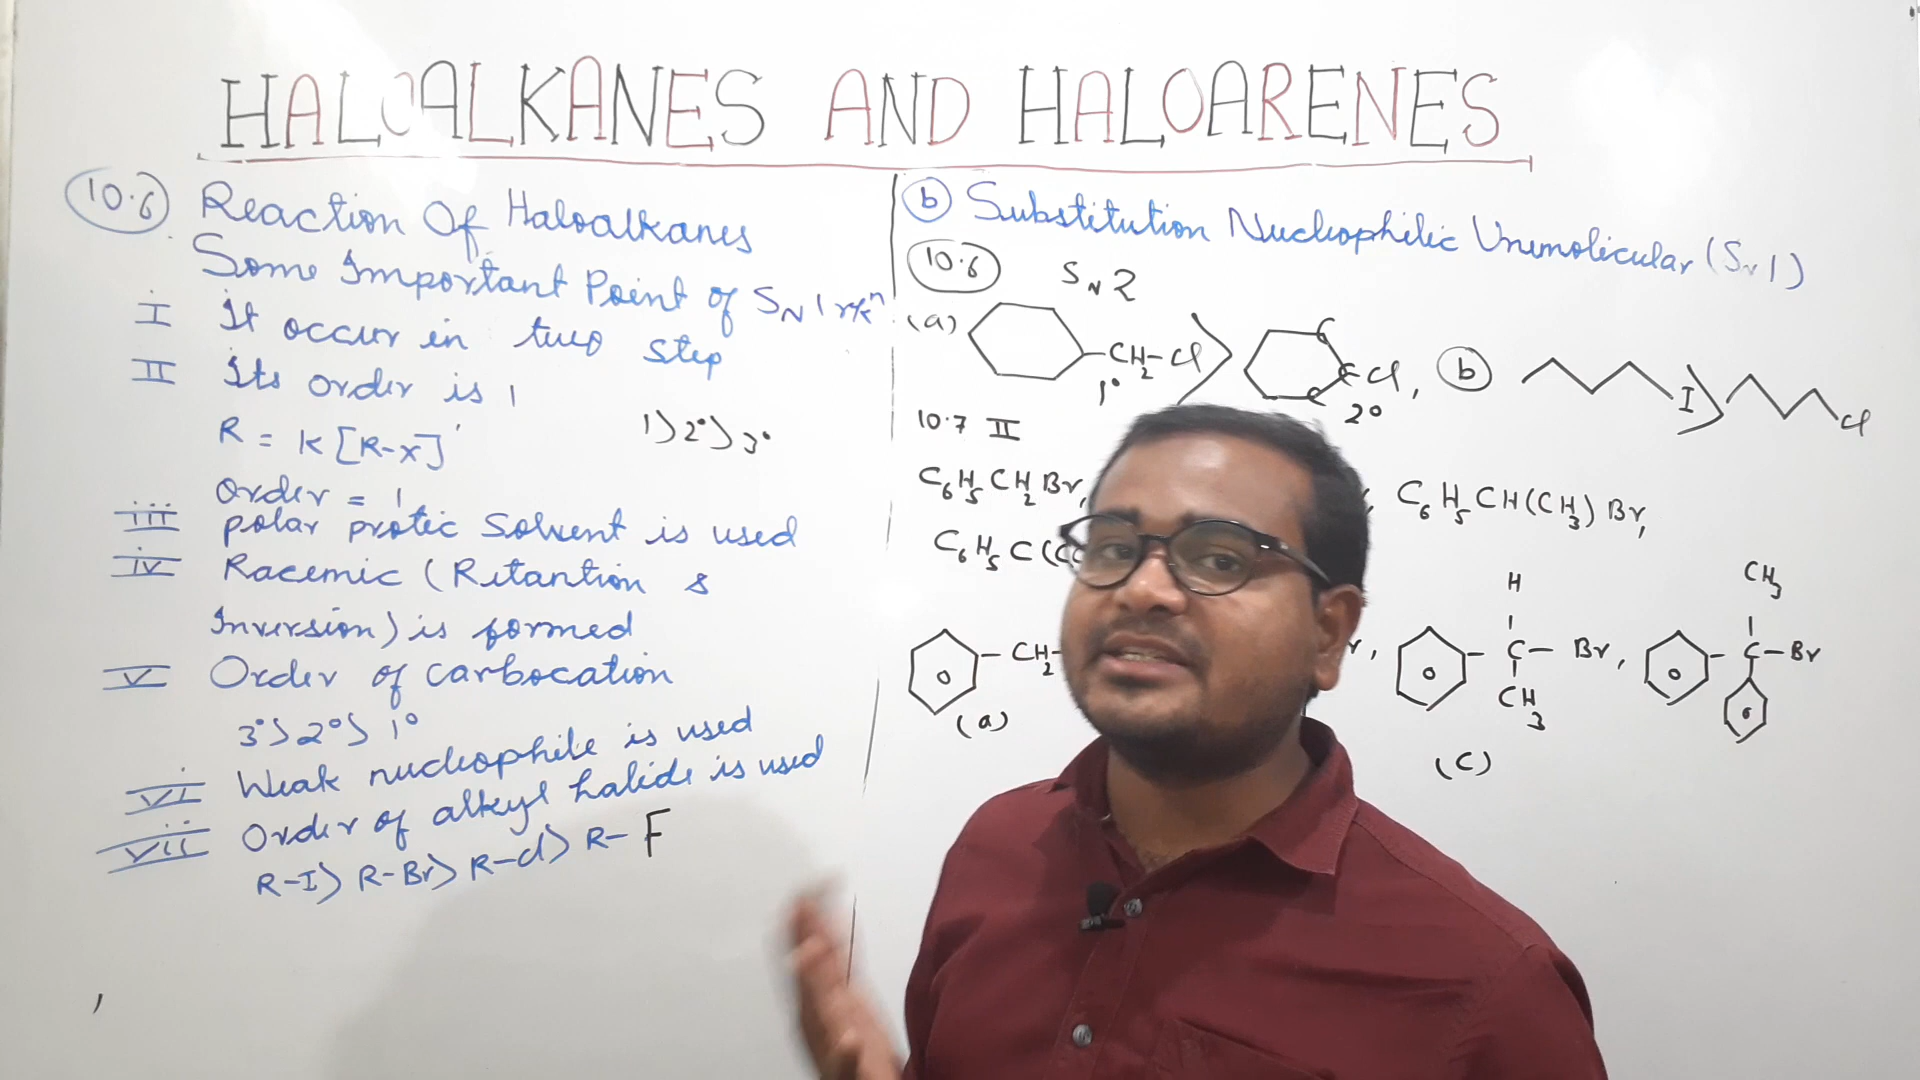 HALOALKANES AND HALOARENES
10.6 Reaction Of Haloalkanes
Some Important Point of SN1 rxn
I It occur in two step
II Its order is 1
R = K [R-X]'
1>2°>3°
Order = 1
iii polar protic Solvent is used
iv Racemic (Retantion &
Inversion) is formed
V Order of carbocation
3°>2°>1°
vi Weak nucleophile is used
vii Order of alkyl halide is used
R-I> R-Br> R-Cl> R-F
b Substitution Nucleophilic Unimolicular (SN1)
10.6 SN2
(a) -CH2-Cl > Cl, b I > Cl
1° 2°
10.7 II
C6H5CH2Br, , C6H5CH(CH3)Br,
C6H5C(C
H CH3
-CH2- r, -C- Br, -C-Br
CH3
(a) (C)